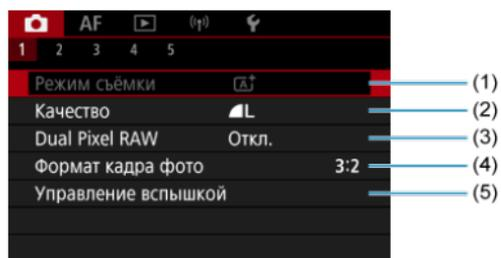 AF
1 2 3 4 5
Режим съёмки A+ (1)
Качество L (2)
Dual Pixel RAW Откл. (3)
Формат кадра фото 3:2 (4)
Управление вспышкой (5)